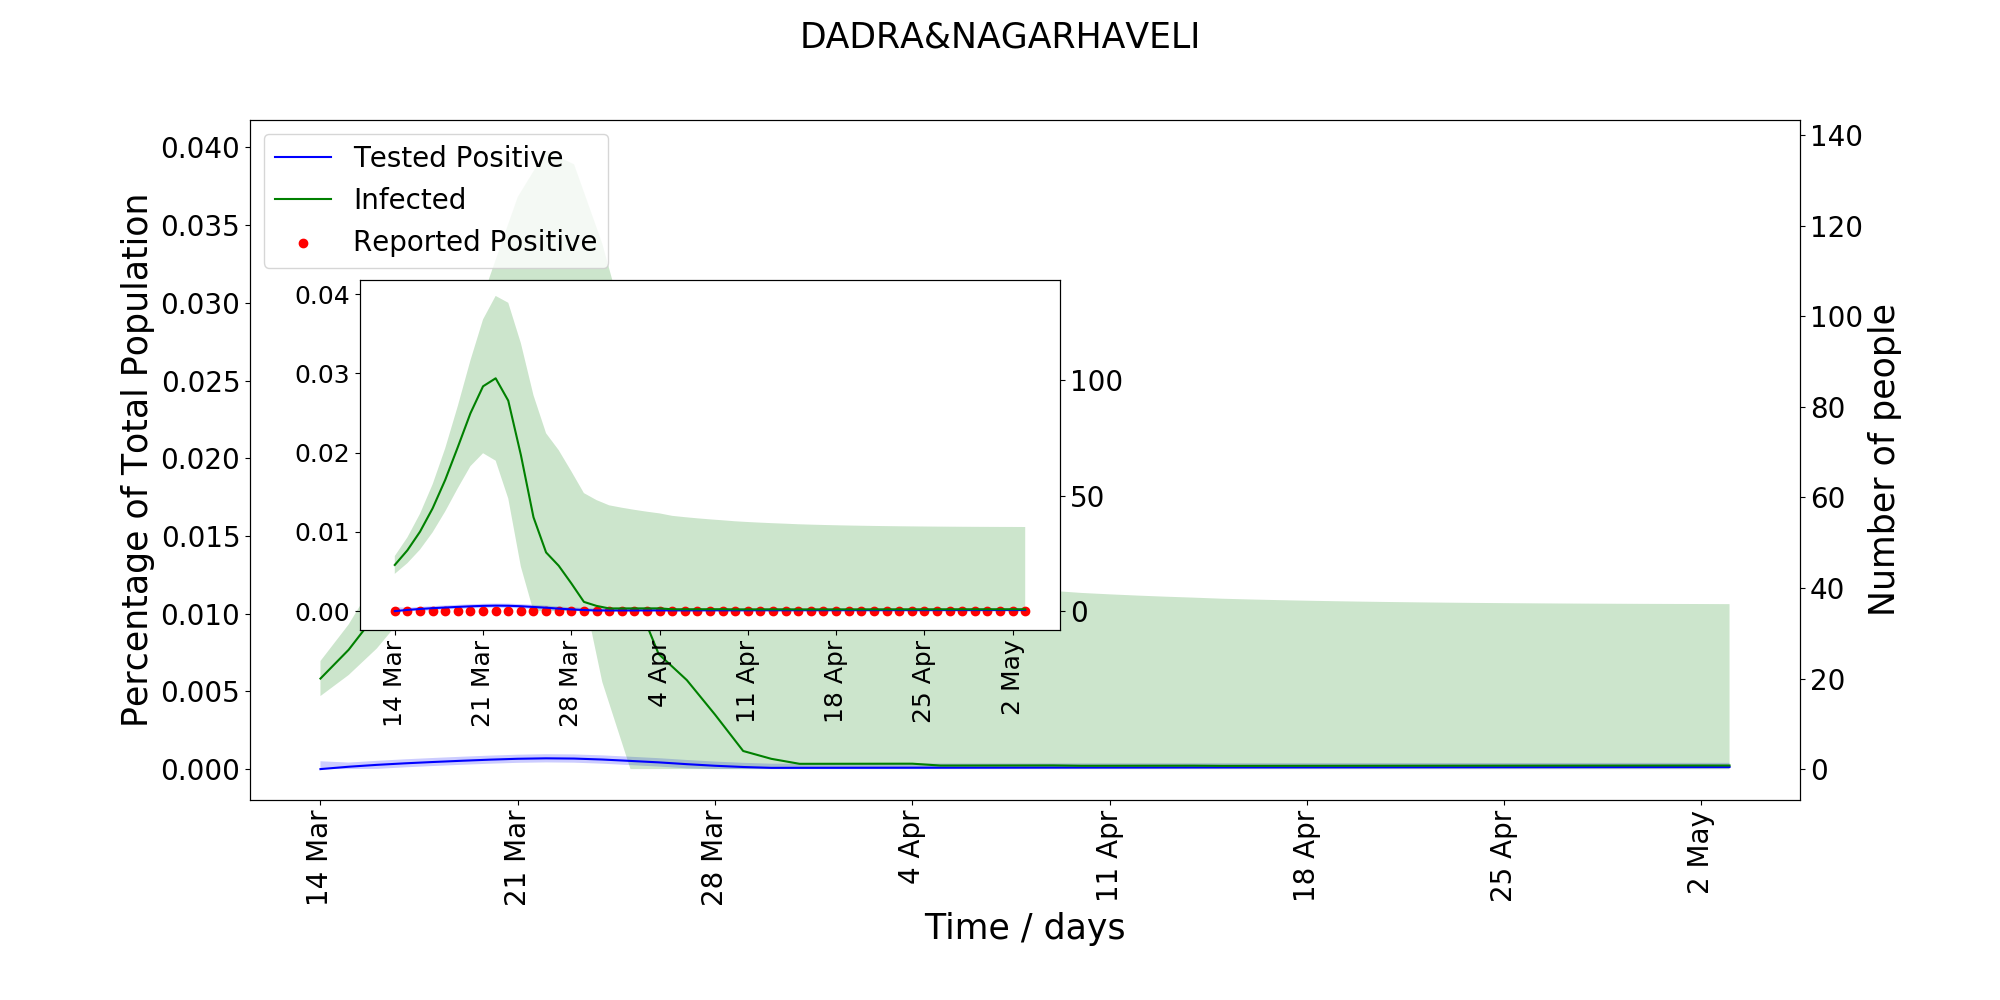 DADRA&NAGARHAVELI
Tested Positive
Infected
Reported Positive
Percentage of Total Population
0.040
0.035
0.030
0.025
0.020
0.015
0.010
0.005
0.000
140
120
100
80
60
40
20
0
Number of people
0.04
0.03
0.02
0.01
0.00
100
50
0
14 Mar
21 Mar
28 Mar
4 Apr
11 Apr
18 Apr
25 Apr
2 May
14 Mar
21 Mar
28 Mar
4 Apr
11 Apr
18 Apr
25 Apr
2 May
Time / days